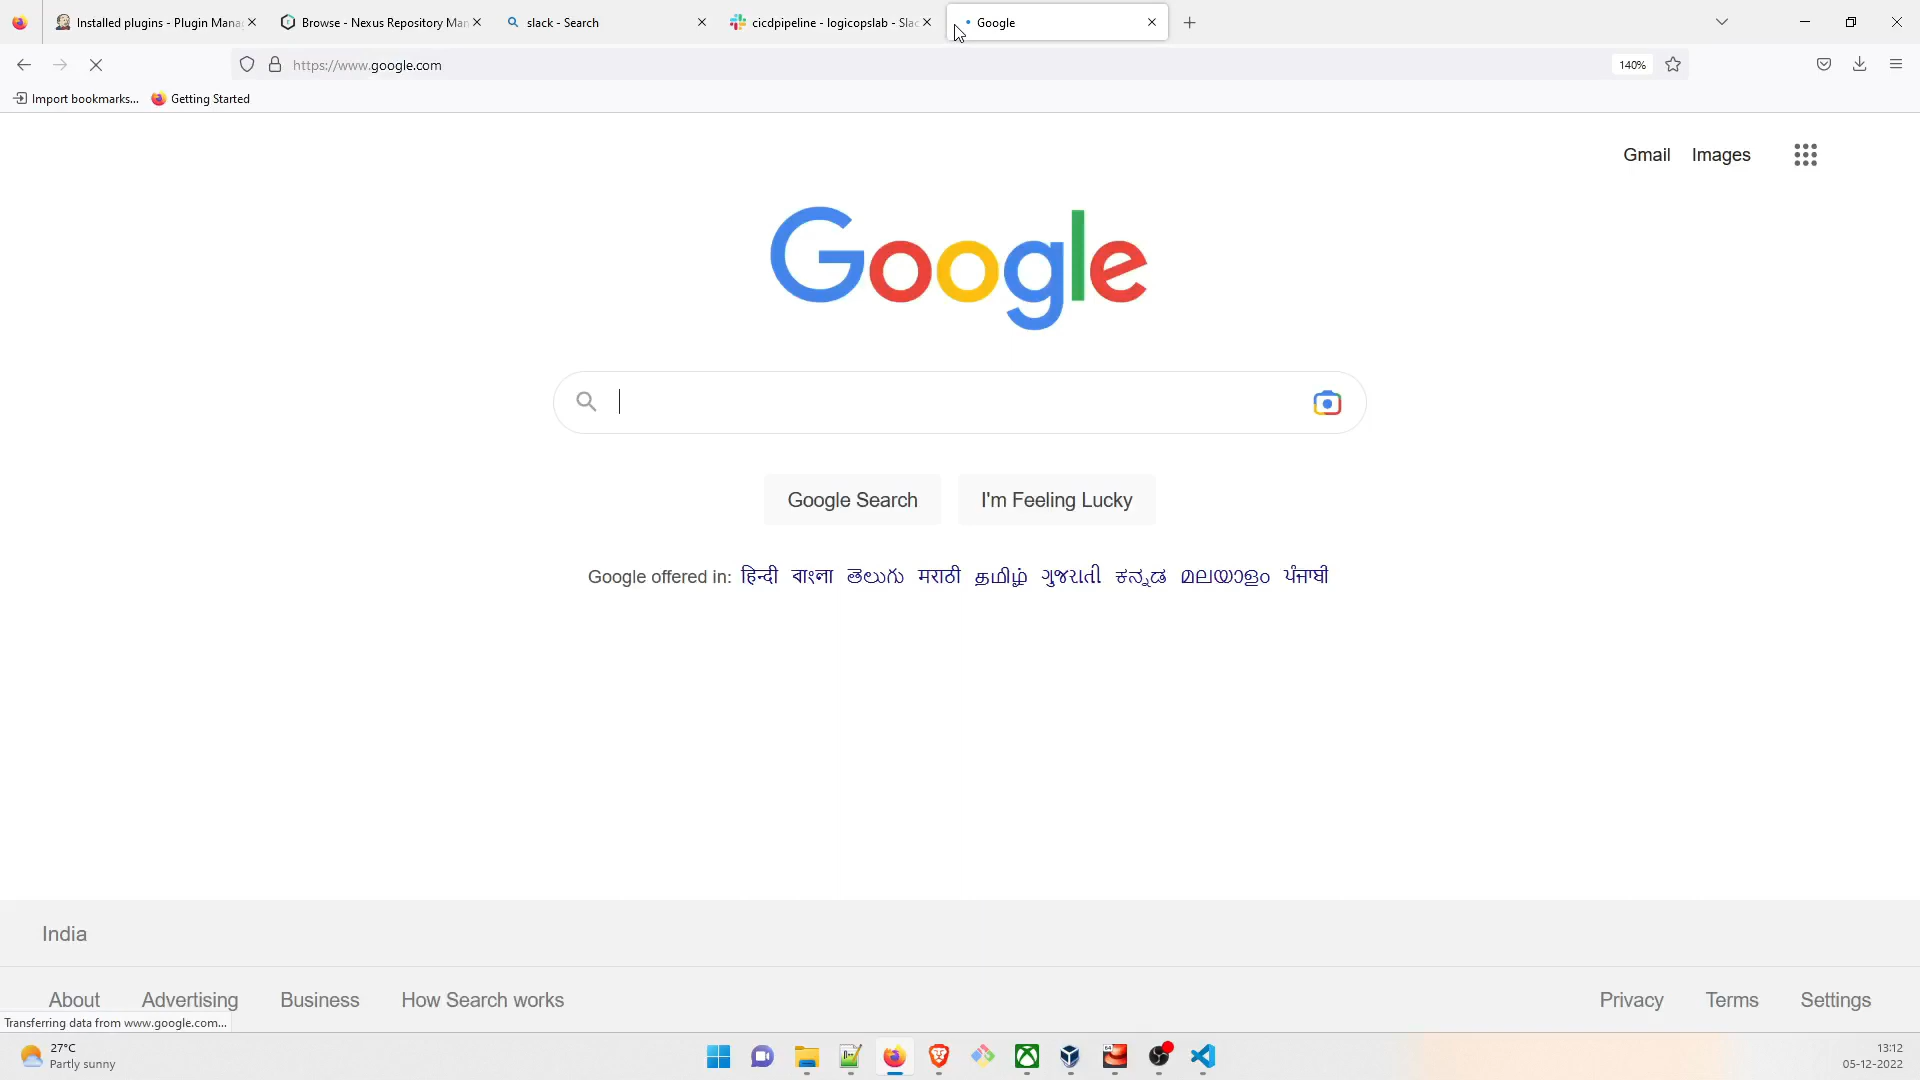 Installed plugins - Plugin Mana
Browse - Nexus Repository Man
slack - Search
cicdpipeline - logicopslab - Slac
Google
https://www.google.com
140%
Import bookmarks...
Getting Started
Gmail
Images
Google
Google Search
I'm Feeling Lucky
Google offered in: हिन्दी বাংলা తెలుగు मराठी தமிழ் ગુજરાતી ಕನ್ನಡ മലയാളം ਪੰਜਾਬੀ
India
About
Advertising
Business
How Search works
Privacy
Terms
Settings
Transferring data from www.google.com...
27°C
Partly sunny
13:12
05-12-2022